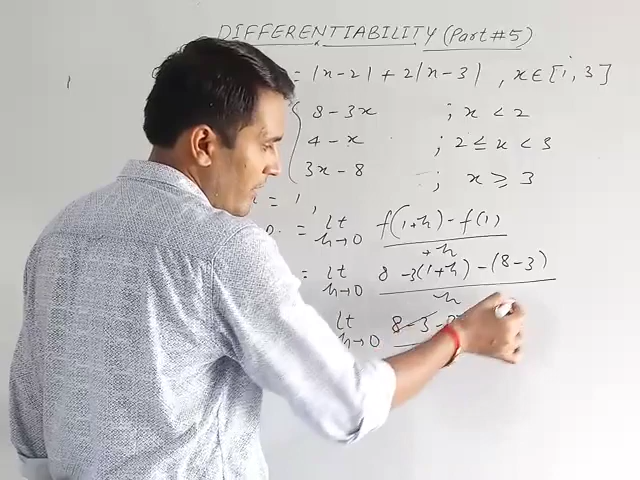 DIFFERENTIABILITY (Part #5)
= |x-2| + 2|x-3| , x ∈ [1, 3]
8 - 3x ; x < 2
4 - x ; 2 ≤ x < 3
3x - 8 ; x ≥ 3
= 1,
= lt h→0 f(1+h) - f(1) / +h
= lt h→0 8 - 3(1+h) - (8-3) / h
lt h→0 8 - 3 -